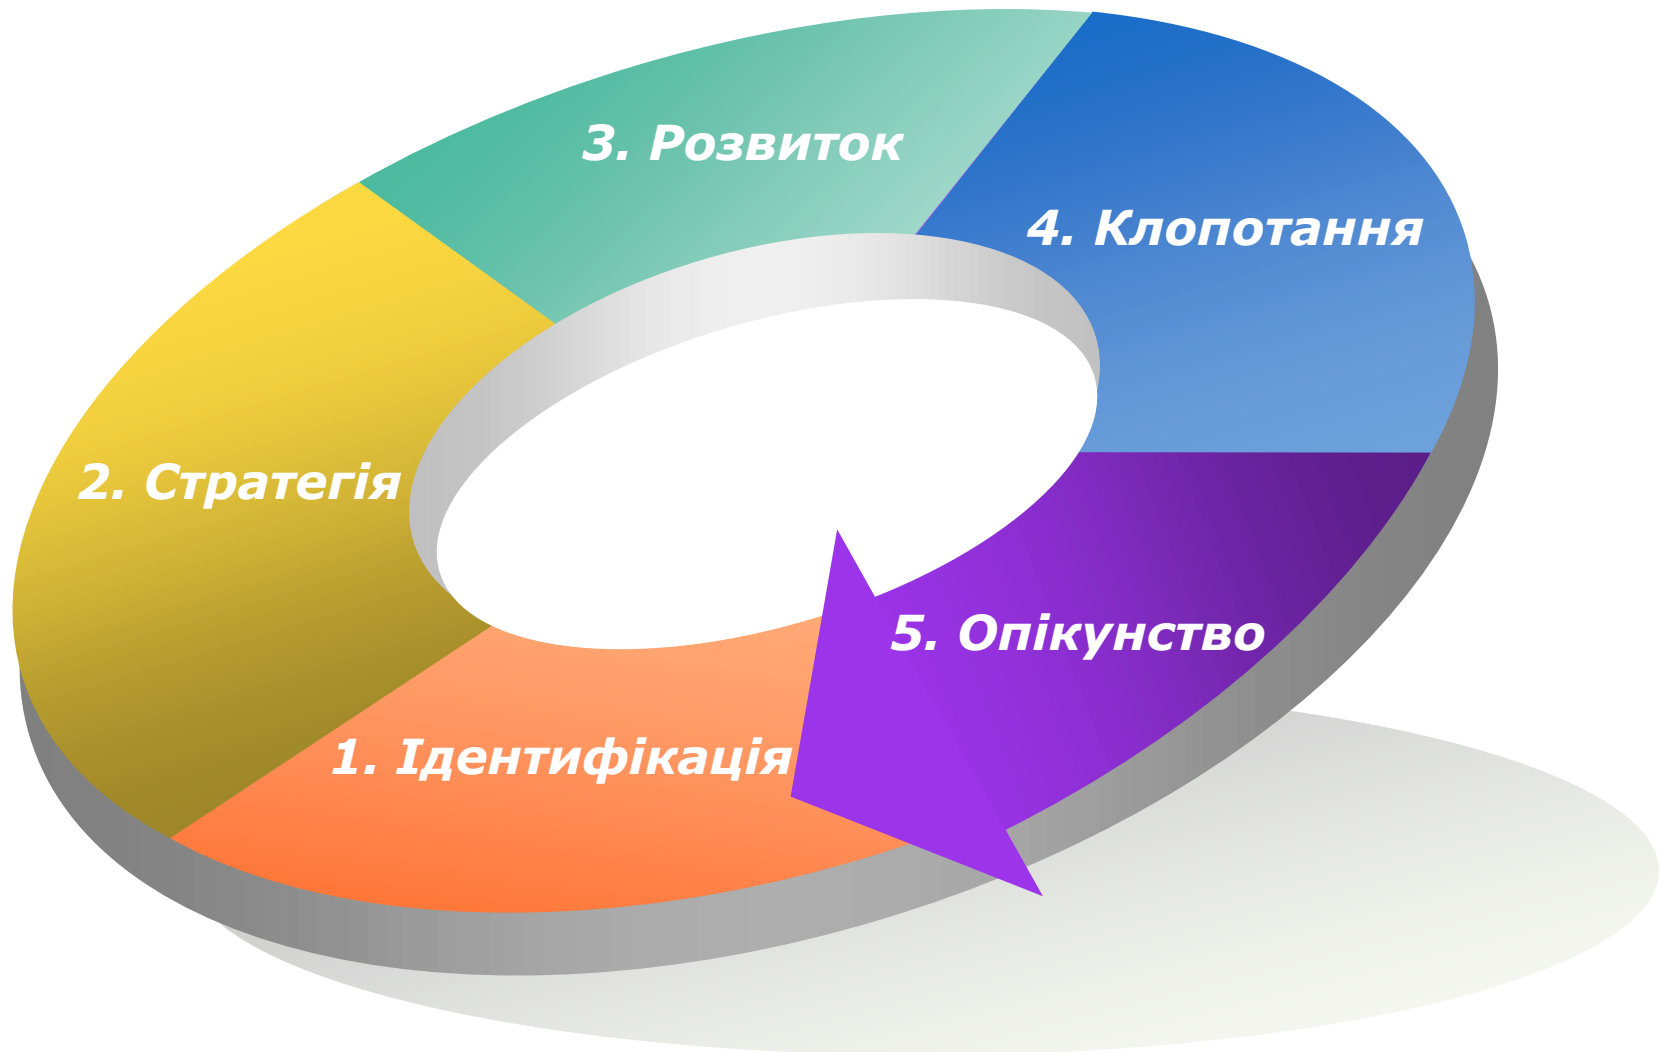 1. Ідентифікація
2. Стратегія
3. Розвиток
4. Клопотання
5. Опікунство